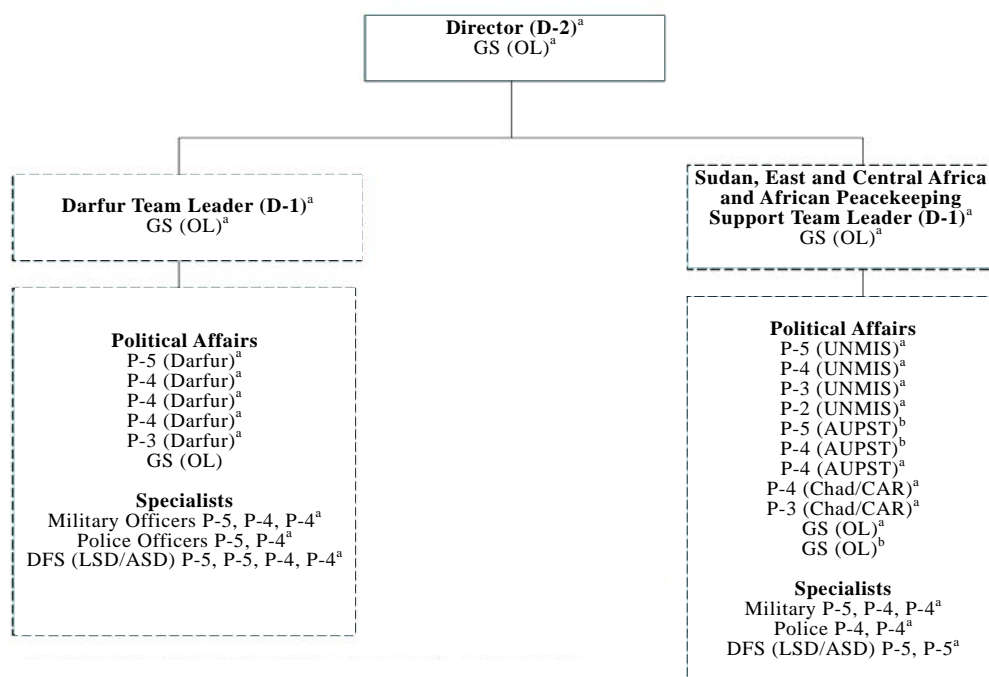 Director (D-2)a
GS (OL)a
Darfur Team Leader (D-1)a
GS (OL)a
Political Affairs
P-5 (Darfur)a
P-4 (Darfur)a
P-4 (Darfur)a
P-4 (Darfur)a
P-3 (Darfur)a
GS (OL)
Specialists
Military Officers P-5, P-4, P-4a
Police Officers P-5, P-4a
DFS (LSD/ASD) P-5, P-5, P-4, P-4a
Sudan, East and Central Africa
and African Peacekeeping
Support Team Leader (D-1)a
GS (OL)a
Political Affairs
P-5 (UNMIS)a
P-4 (UNMIS)a
P-3 (UNMIS)a
P-2 (UNMIS)a
P-5 (AUPST)b
P-4 (AUPST)b
P-4 (AUPST)a
P-4 (Chad/CAR)a
P-3 (Chad/CAR)a
GS (OL)a
GS (OL)b
Specialists
Military P-5, P-4, P-4a
Police P-4, P-4a
DFS (LSD/ASD) P-5, P-5a